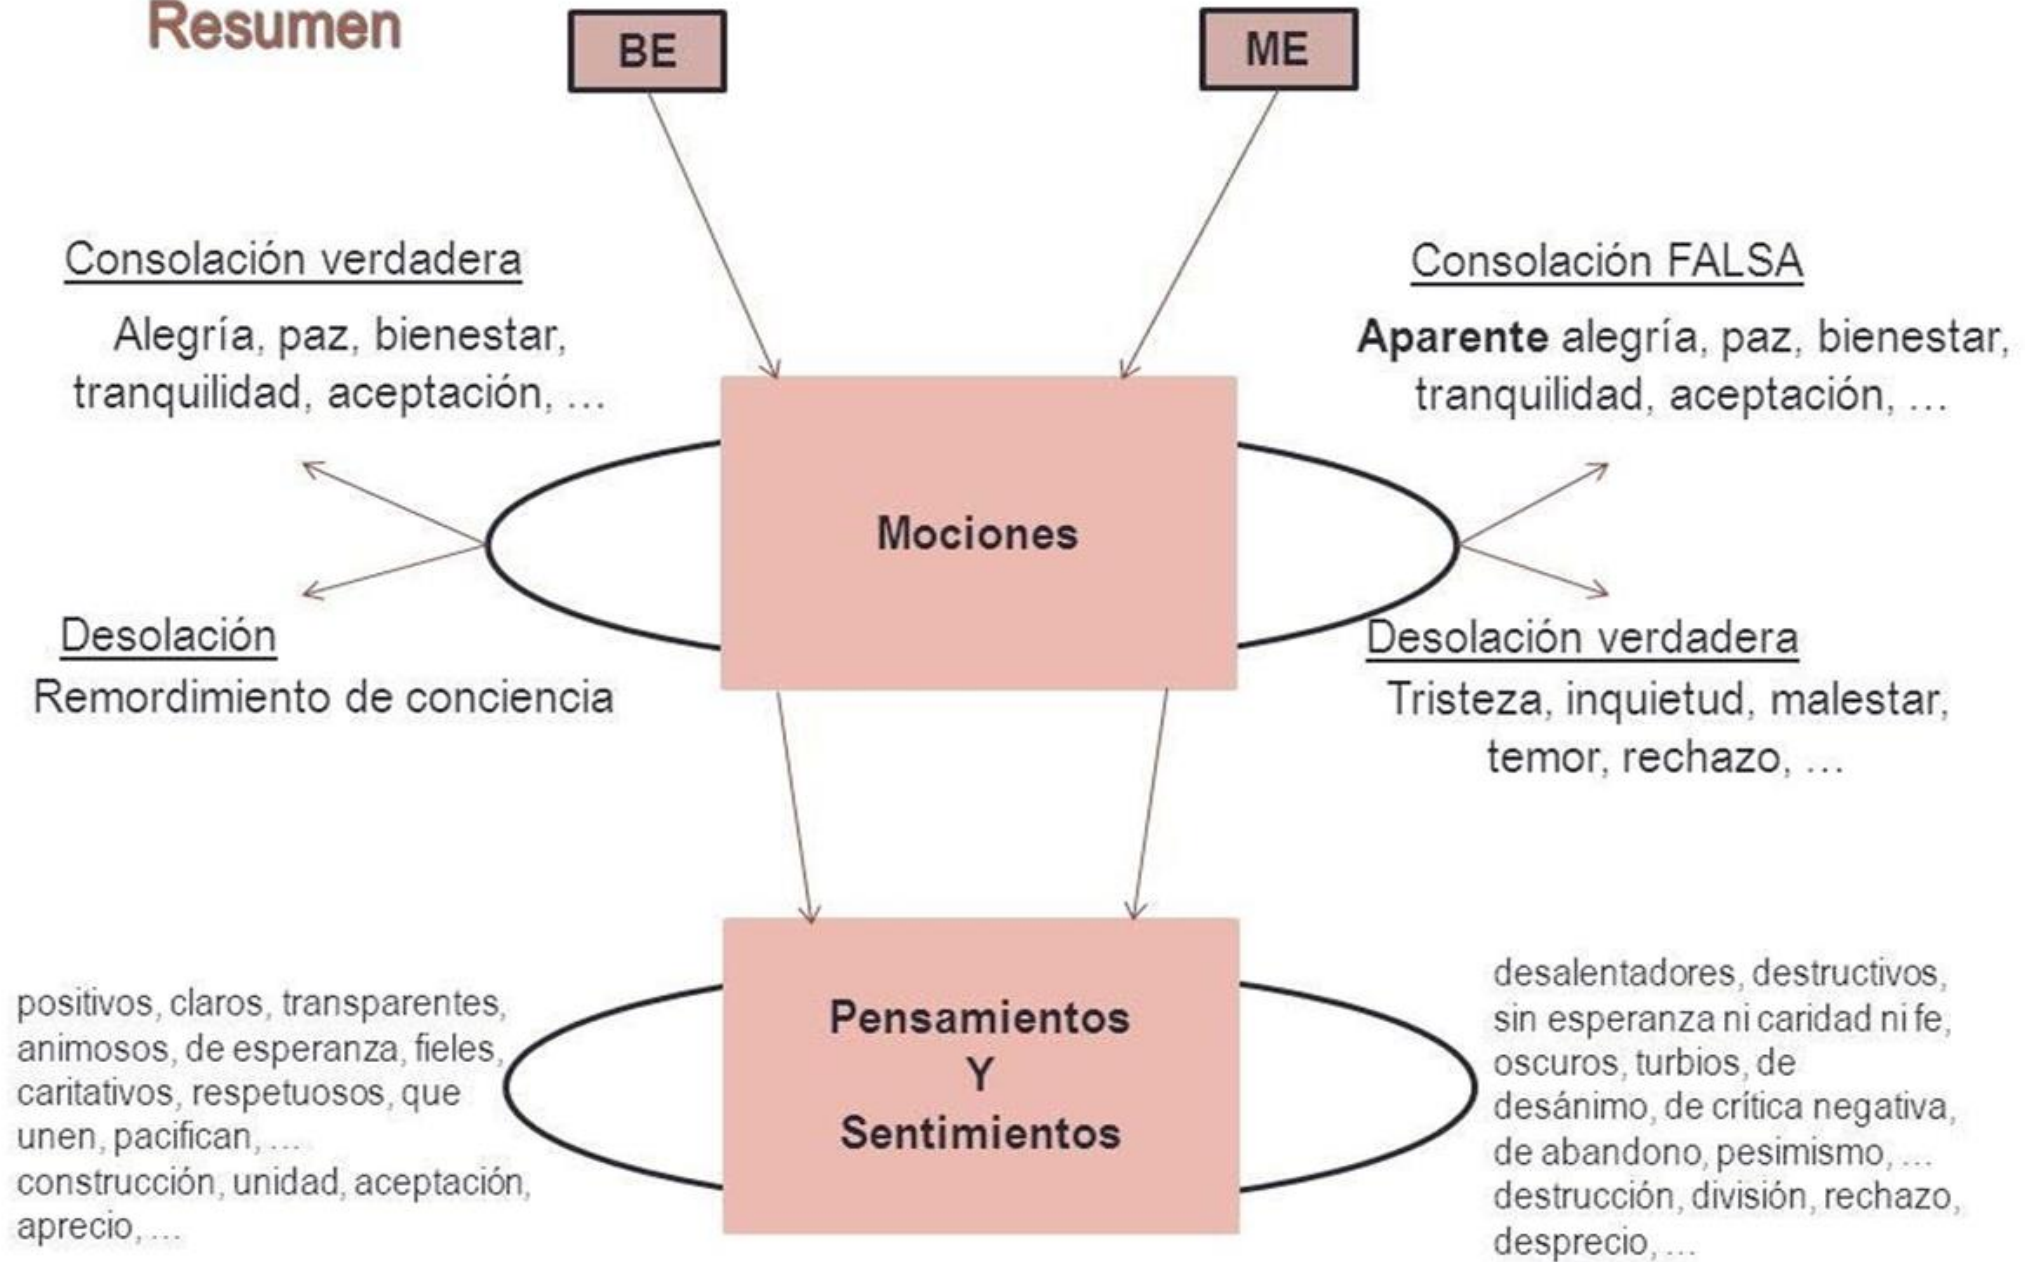 Resumen
BE
ME
Consolación verdadera
Alegría, paz, bienestar,
tranquilidad, aceptación, ...
Consolación FALSA
Aparente alegría, paz, bienestar,
tranquilidad, aceptación, ...
Mociones
Desolación
Remordimiento de conciencia
Desolación verdadera
Tristeza, inquietud, malestar,
temor, rechazo, ...
positivos, claros, transparentes,
animosos, de esperanza, fieles,
caritativos, respetuosos, que
unen, pacifican, ...
construcción, unidad, aceptación,
aprecio, ...
Pensamientos
Y
Sentimientos
desalentadores, destructivos,
sin esperanza ni caridad ni fe,
oscuros, turbios, de
desánimo, de crítica negativa,
de abandono, pesimismo, ...
destrucción, división, rechazo,
desprecio, ...